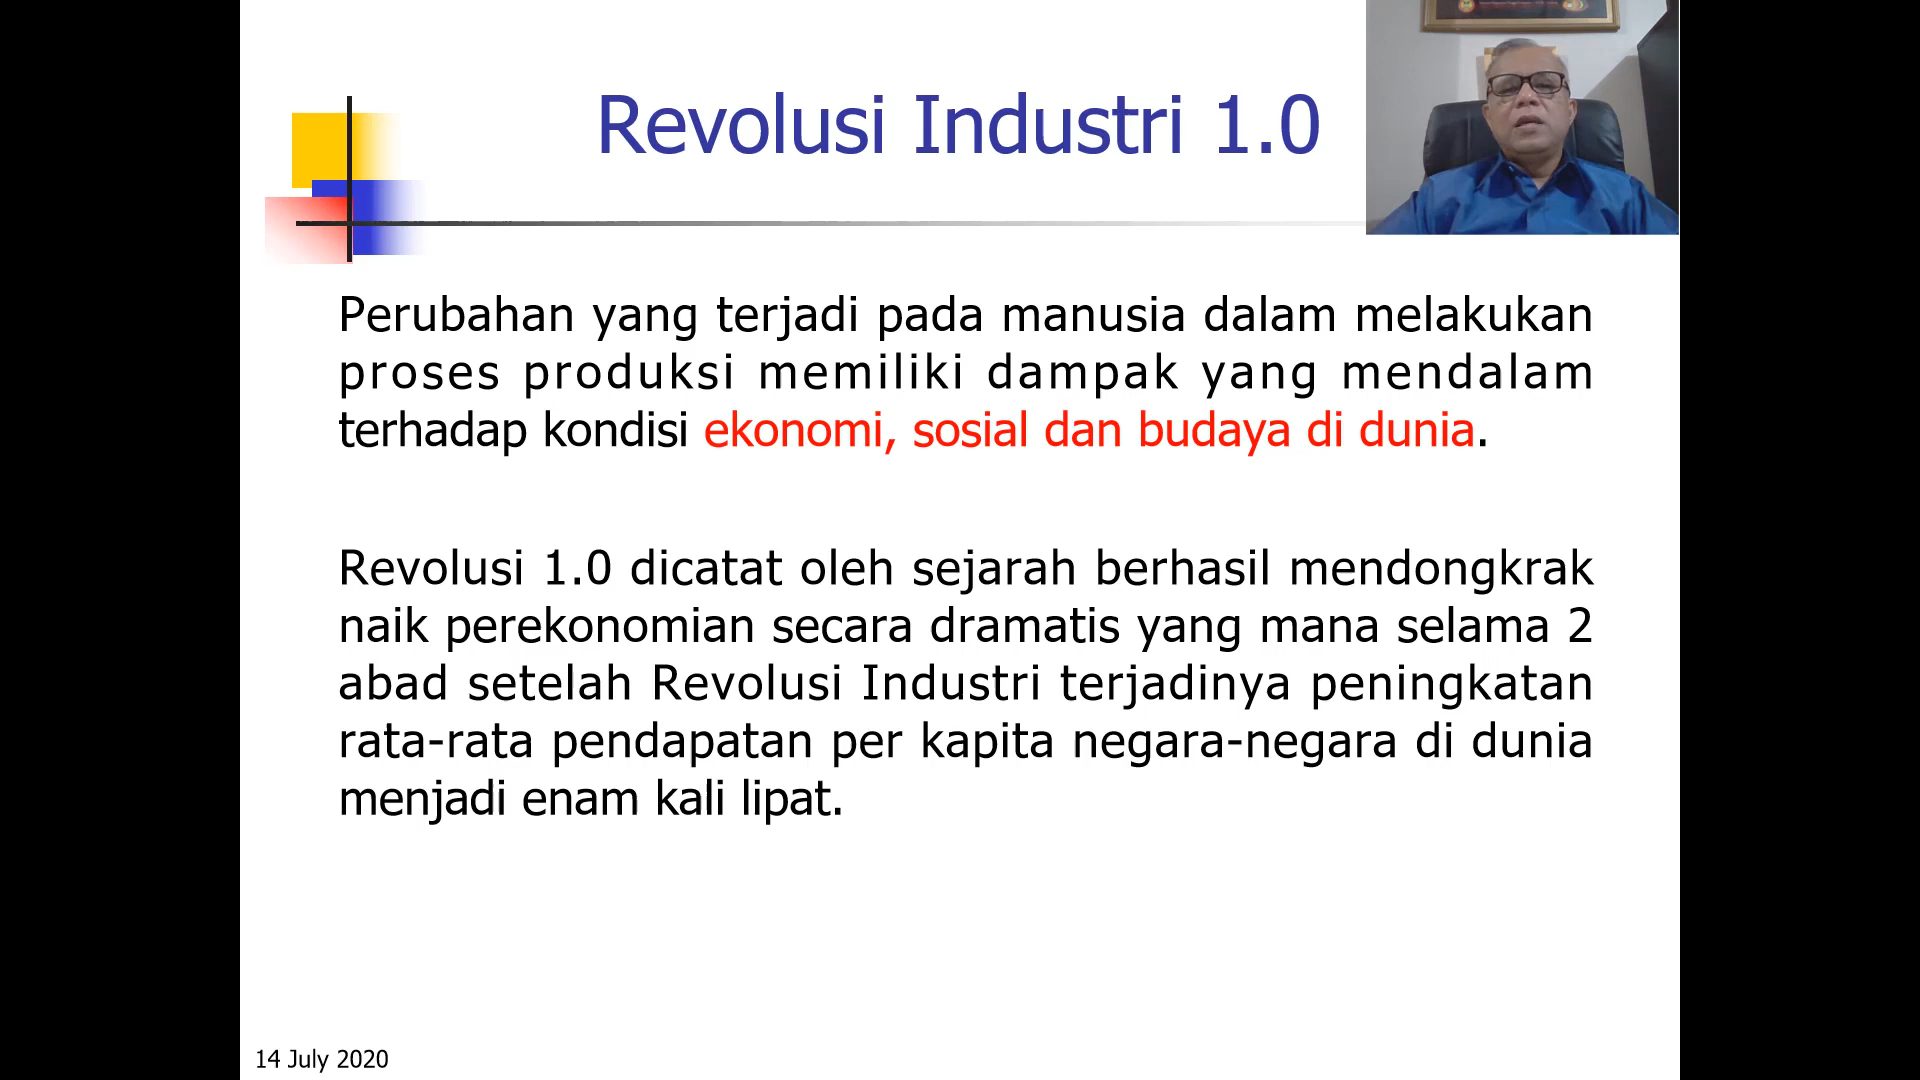 Revolusi Industri 1.0
Perubahan yang terjadi pada manusia dalam melakukan
proses produksi memiliki dampak yang mendalam
terhadap kondisi ekonomi, sosial dan budaya di dunia.
Revolusi 1.0 dicatat oleh sejarah berhasil mendongkrak
naik perekonomian secara dramatis yang mana selama 2
abad setelah Revolusi Industri terjadinya peningkatan
rata-rata pendapatan per kapita negara-negara di dunia
menjadi enam kali lipat.
14 July 2020